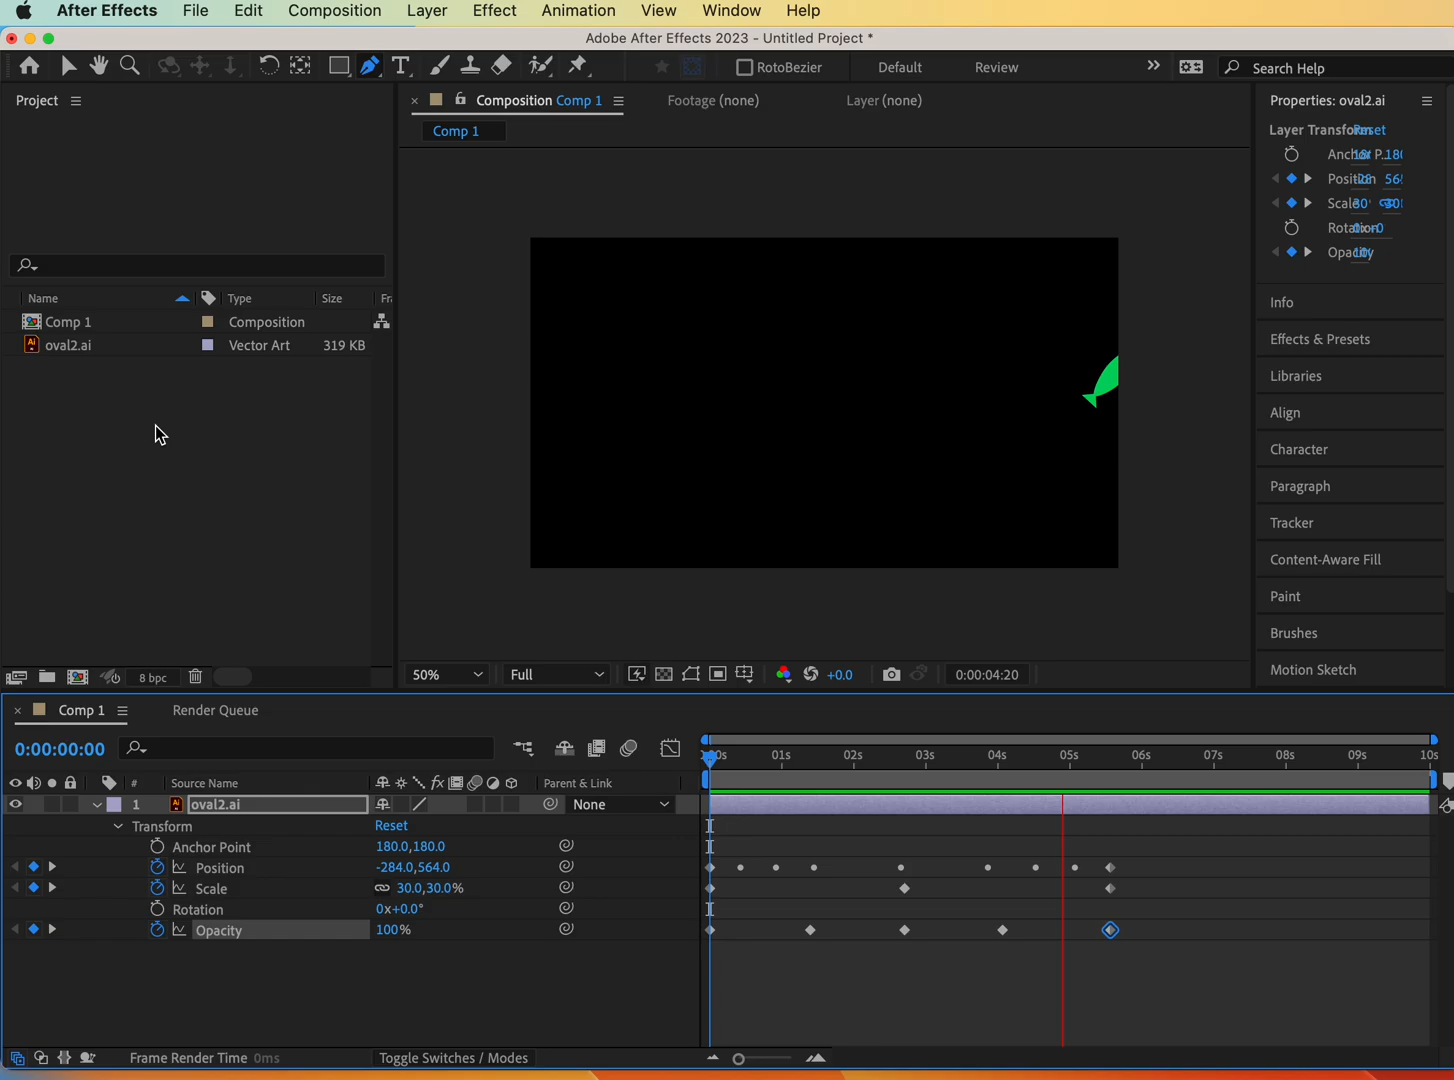 After Effects File Edit Composition Layer Effect Animation View Window Help
Adobe After Effects 2023 - Untitled Project *
RotoBezier Default Review Search Help
Project
Composition Comp 1 Footage (none) Layer (none)
Comp 1
Properties: oval2.ai
Layer Transform Reset
Anchor P...
Position
Scale
Rotation
Opacity
Info
Effects & Presets
Libraries
Align
Character
Paragraph
Tracker
Content-Aware Fill
Paint
Brushes
Motion Sketch
Name Type Size
Comp 1 Composition
oval2.ai Vector Art 319 KB
8 bpc
50% Full +0.0 0:00:04:20
Comp 1 Render Queue
0:00:00:00
01s 02s 03s 04s 05s 06s 07s 08s 09s 10s
# Source Name Parent & Link
1 Ai oval2.ai None
Transform Reset
Anchor Point 180.0,180.0
Position -284.0,564.0
Scale 30.0,30.0%
Rotation 0x+0.0°
Opacity 100%
Frame Render Time 0ms Toggle Switches / Modes